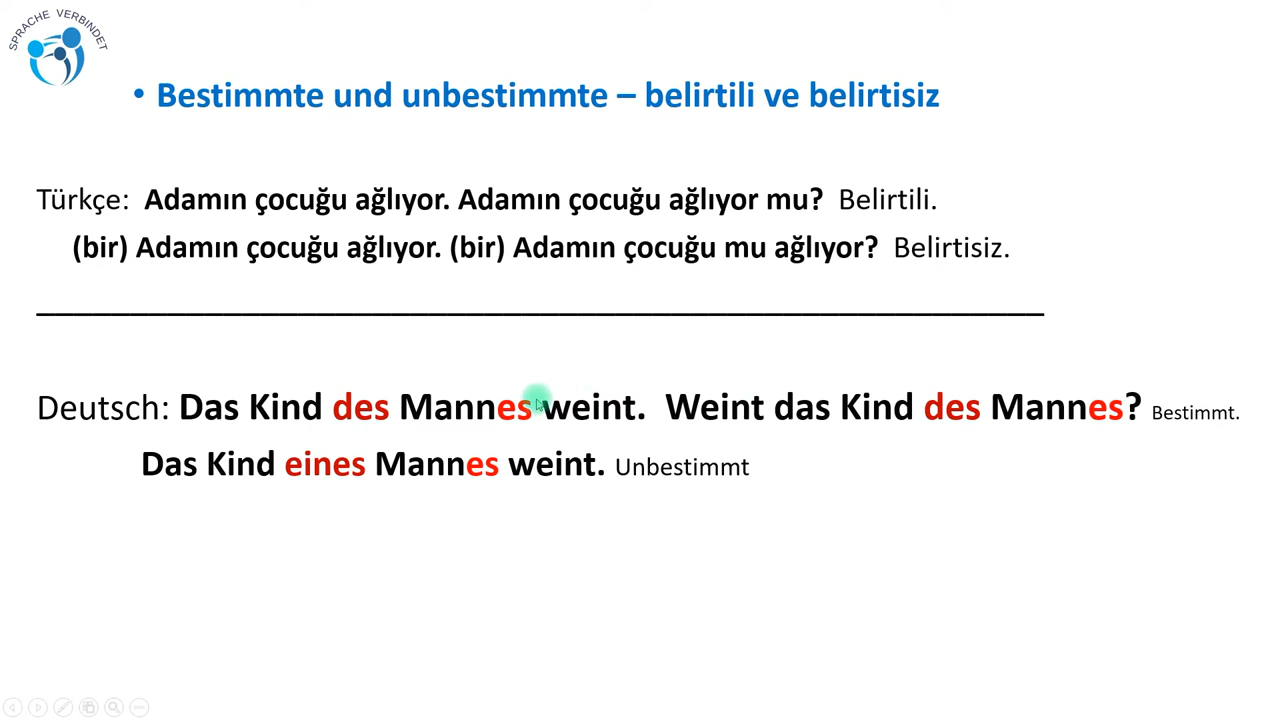 SPRACHE VERBINDET
• Bestimmte und unbestimmte – belirtili ve belirtisiz
Türkçe: Adamın çocuğu ağlıyor. Adamın çocuğu ağlıyor mu? Belirtili.
(bir) Adamın çocuğu ağlıyor. (bir) Adamın çocuğu mu ağlıyor? Belirtisiz.
Deutsch: Das Kind des Mannes weint. Weint das Kind des Mannes? Bestimmt.
Das Kind eines Mannes weint. Unbestimmt